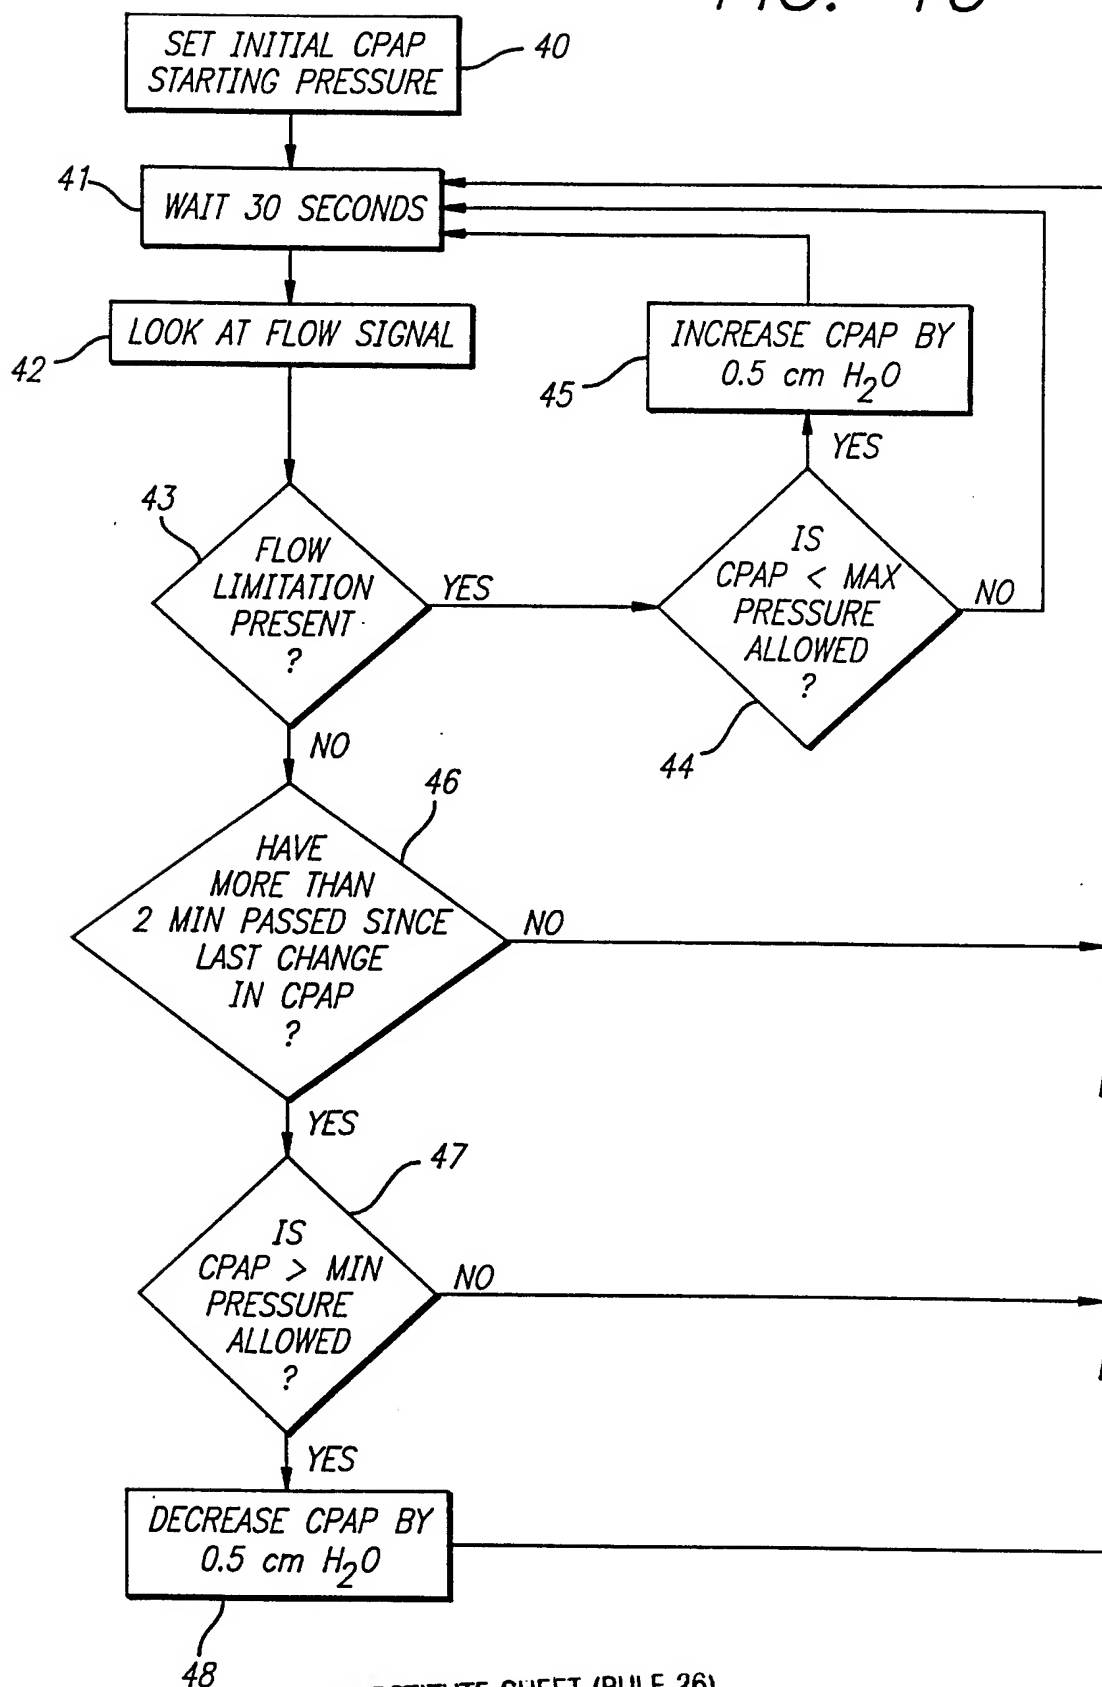 SET INITIAL CPAP
STARTING PRESSURE
40
41
WAIT 30 SECONDS
LOOK AT FLOW SIGNAL
42
INCREASE CPAP BY
0.5 cm H₂O
45
YES
43
FLOW
LIMITATION
PRESENT
?
YES
IS
CPAP < MAX
PRESSURE
ALLOWED
?
NO
44
NO
46
HAVE
MORE THAN
2 MIN PASSED SINCE
LAST CHANGE
IN CPAP
?
NO
YES
47
IS
CPAP > MIN
PRESSURE
ALLOWED
?
NO
YES
DECREASE CPAP BY
0.5 cm H₂O
48
SHEET (RULE 26)